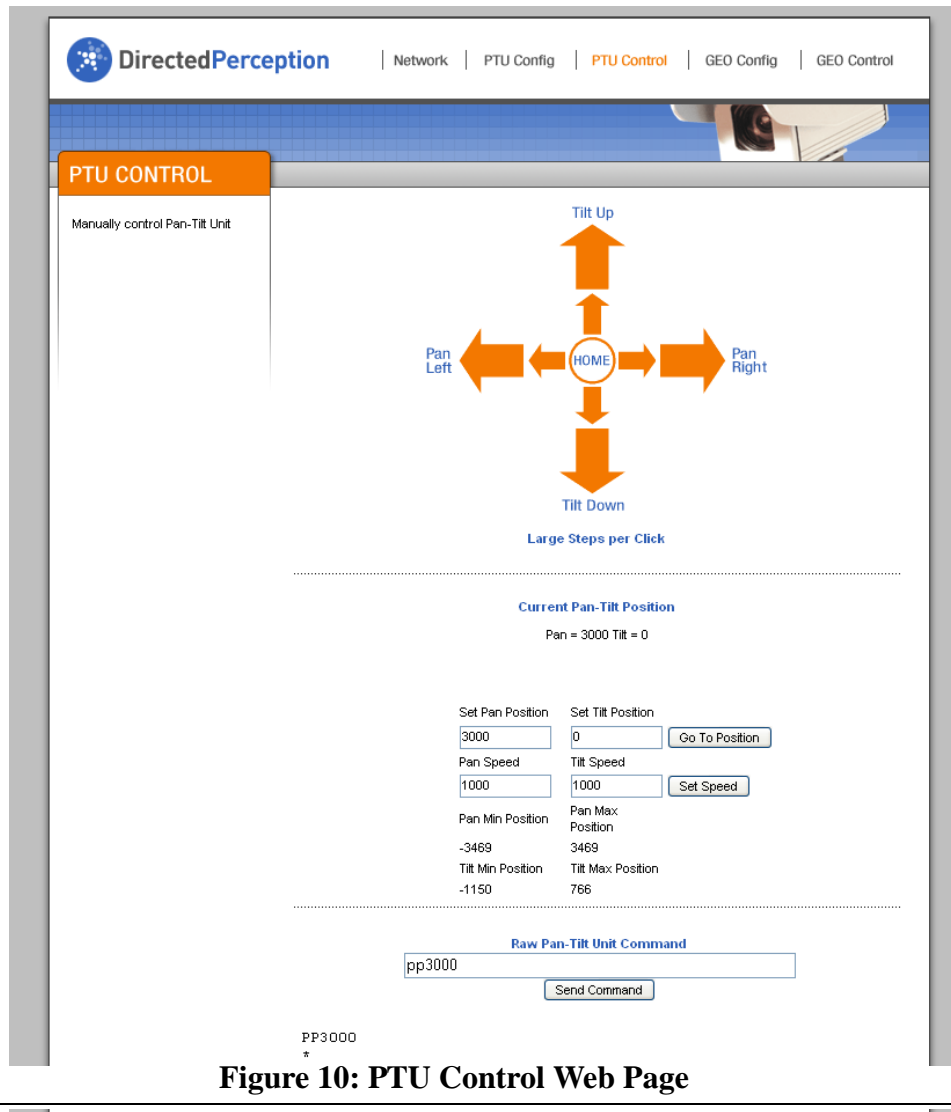 DirectedPerception
Network | PTU Config | PTU Control | GEO Config | GEO Control
PTU CONTROL
Manually control Pan-Tilt Unit
Tilt Up
Pan Left
HOME
Pan Right
Tilt Down
Large Steps per Click
Current Pan-Tilt Position
Pan = 3000 Tilt = 0
Set Pan Position Set Tilt Position
3000 0 Go To Position
Pan Speed Tilt Speed
1000 1000 Set Speed
Pan Min Position Pan Max Position
-3469 3469
Tilt Min Position Tilt Max Position
-1150 766
Raw Pan-Tilt Unit Command
pp3000
Send Command
PP3000
*
Figure 10: PTU Control Web Page